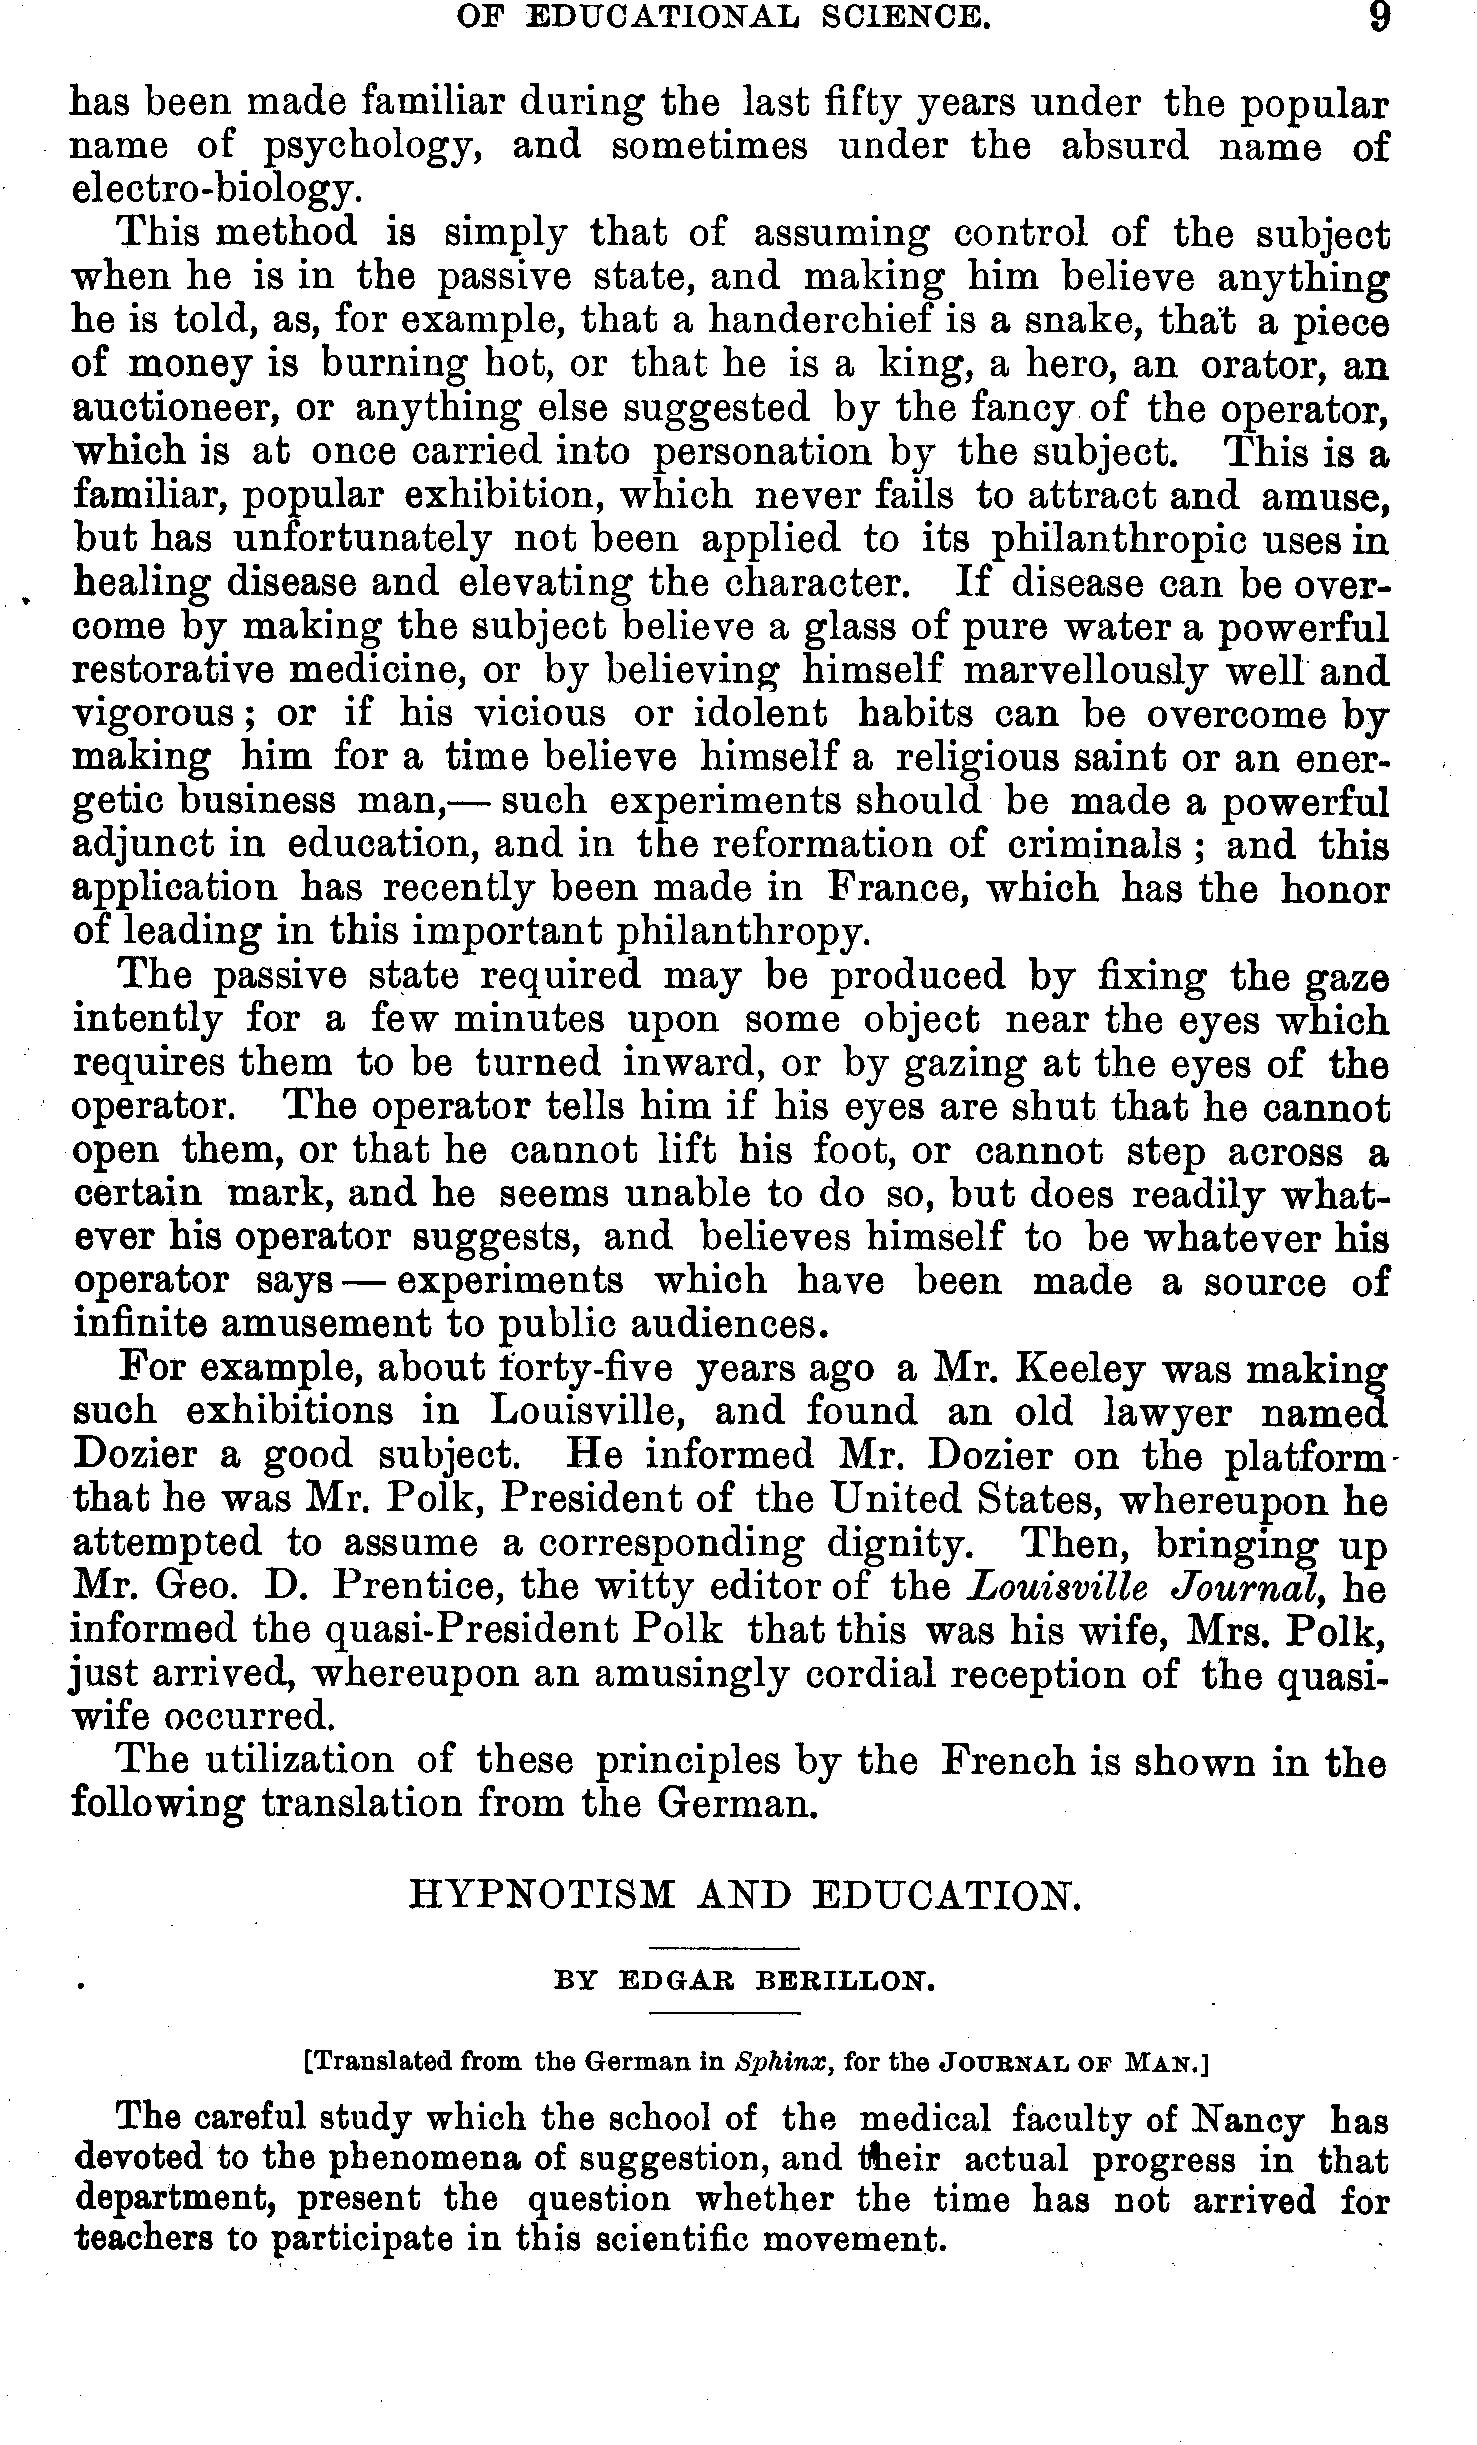 OF EDUCATIONAL SCIENCE. 9
has been made familiar during the last fifty years under the popular
name of psychology, and sometimes under the absurd name of
electro-biology.
This method is simply that of assuming control of the subject
when he is in the passive state, and making him believe anything
he is told, as, for example, that a handerchief is a snake, that a piece
of money is burning hot, or that he is a king, a hero, an orator, an
auctioneer, or anything else suggested by the fancy of the operator,
which is at once carried into personation by the subject. This is a
familiar, popular exhibition, which never fails to attract and amuse,
but has unfortunately not been applied to its philanthropic uses in
healing disease and elevating the character. If disease can be over-
come by making the subject believe a glass of pure water a powerful
restorative medicine, or by believing himself marvellously well and
vigorous; or if his vicious or idolent habits can be overcome by
making him for a time believe himself a religious saint or an ener-
getic business man,— such experiments should be made a powerful
adjunct in education, and in the reformation of criminals; and this
application has recently been made in France, which has the honor
of leading in this important philanthropy.
The passive state required may be produced by fixing the gaze
intently for a few minutes upon some object near the eyes which
requires them to be turned inward, or by gazing at the eyes of the
operator. The operator tells him if his eyes are shut that he cannot
open them, or that he cannot lift his foot, or cannot step across a
certain mark, and he seems unable to do so, but does readily what-
ever his operator suggests, and believes himself to be whatever his
operator says — experiments which have been made a source of
infinite amusement to public audiences.
For example, about forty-five years ago a Mr. Keeley was making
such exhibitions in Louisville, and found an old lawyer named
Dozier a good subject. He informed Mr. Dozier on the platform
that he was Mr. Polk, President of the United States, whereupon he
attempted to assume a corresponding dignity. Then, bringing up
Mr. Geo. D. Prentice, the witty editor of the Louisville Journal, he
informed the quasi-President Polk that this was his wife, Mrs. Polk,
just arrived, whereupon an amusingly cordial reception of the quasi-
wife occurred.
The utilization of these principles by the French is shown in the
following translation from the German.
HYPNOTISM AND EDUCATION.
BY EDGAR BERILLON.
[Translated from the German in Sphinx, for the JOURNAL OF MAN.]
The careful study which the school of the medical faculty of Nancy has
devoted to the phenomena of suggestion, and their actual progress in that
department, present the question whether the time has not arrived for
teachers to participate in this scientific movement.